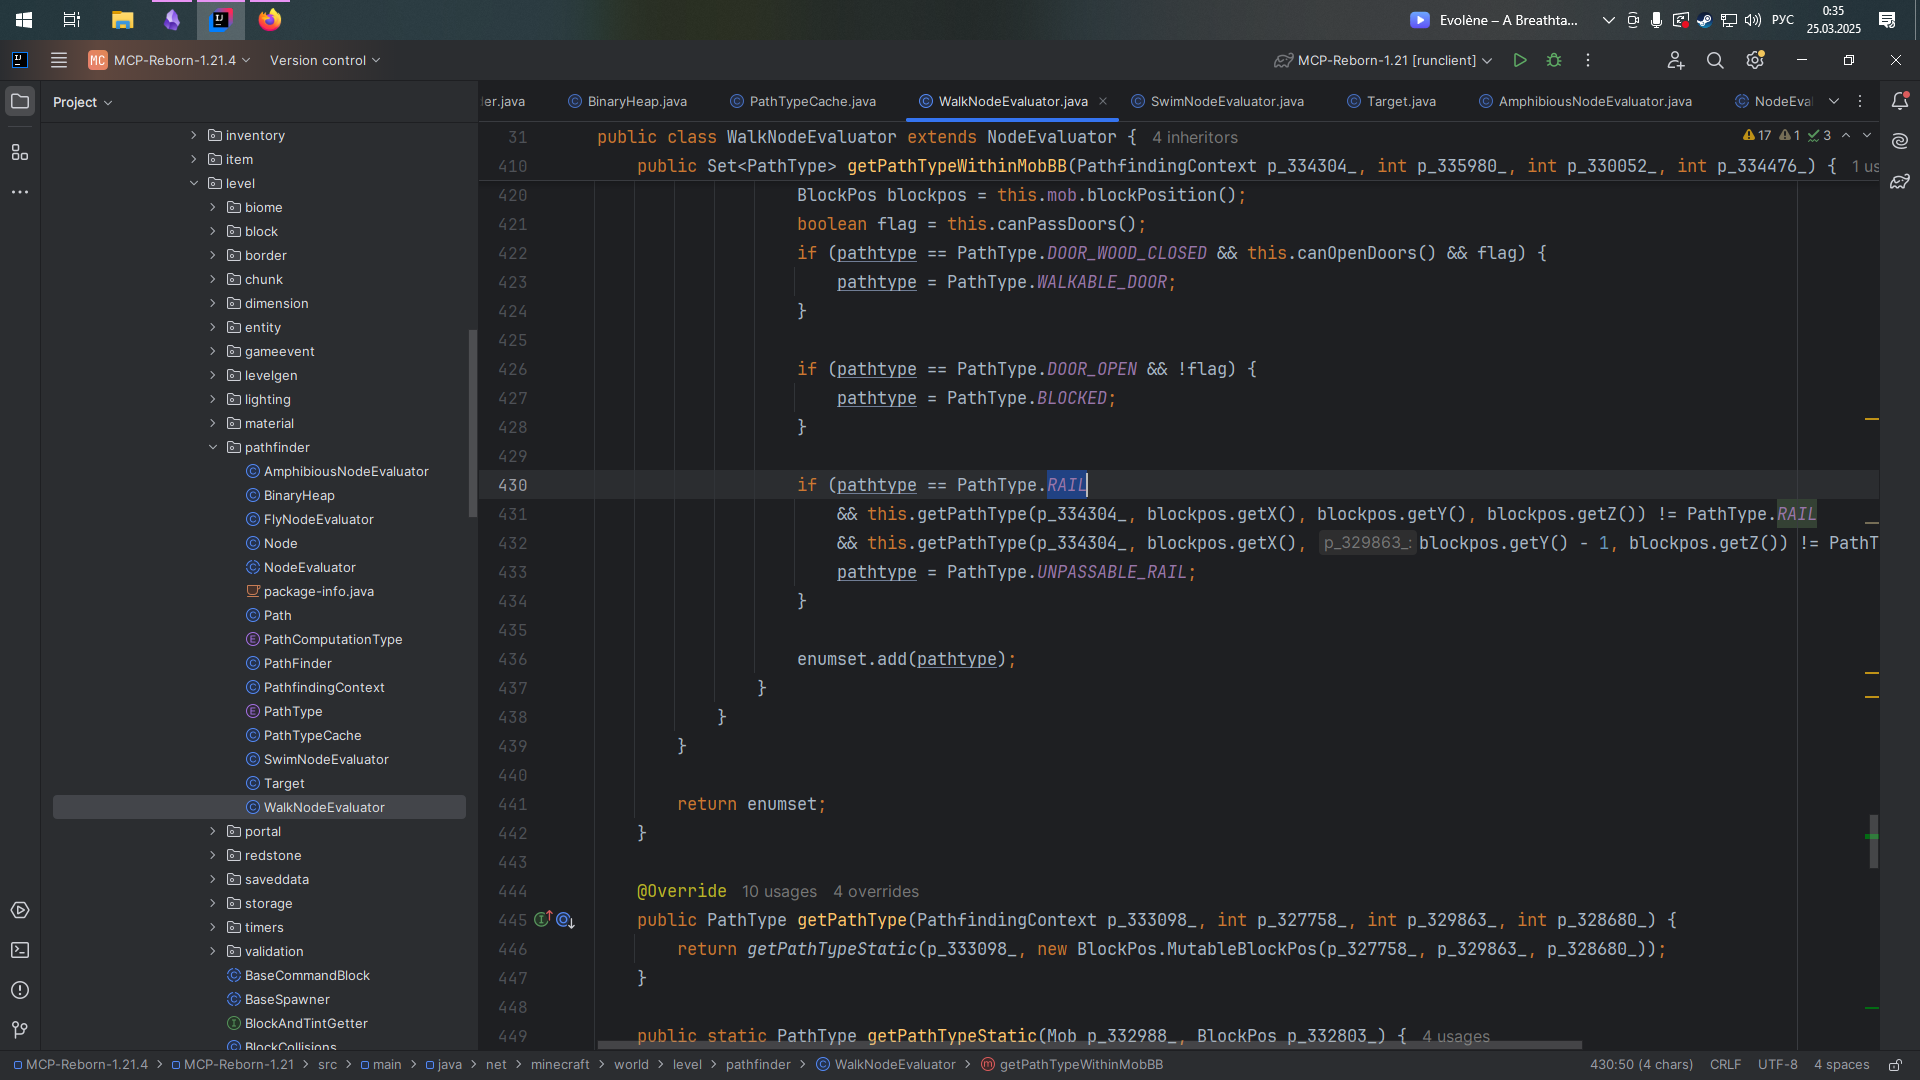 Evolène – A Breathta...
РУС
0:35
25.03.2025
MC MCP-Reborn-1.21.4
Version control
MCP-Reborn-1.21 [runclient]
Project
ler.java
BinaryHeap.java
PathTypeCache.java
WalkNodeEvaluator.java
SwimNodeEvaluator.java
Target.java
AmphibiousNodeEvaluator.java
NodeEval
inventory
item
level
biome
block
border
chunk
dimension
entity
gameevent
levelgen
lighting
material
pathfinder
AmphibiousNodeEvaluator
BinaryHeap
FlyNodeEvaluator
Node
NodeEvaluator
package-info.java
Path
PathComputationType
PathFinder
PathfindingContext
PathType
PathTypeCache
SwimNodeEvaluator
Target
WalkNodeEvaluator
portal
redstone
saveddata
storage
timers
validation
BaseCommandBlock
BaseSpawner
BlockAndTintGetter
BlockCollisions
31 public class WalkNodeEvaluator extends NodeEvaluator { 4 inheritors
17 1 3
410 public Set<PathType> getPathTypeWithinMobBB(PathfindingContext p_334304_, int p_335980_, int p_330052_, int p_334476_) { 1 us
420 BlockPos blockpos = this.mob.blockPosition();
421 boolean flag = this.canPassDoors();
422 if (pathtype == PathType.DOOR_WOOD_CLOSED && this.canOpenDoors() && flag) {
423 pathtype = PathType.WALKABLE_DOOR;
424 }
425
426 if (pathtype == PathType.DOOR_OPEN && !flag) {
427 pathtype = PathType.BLOCKED;
428 }
429
430 if (pathtype == PathType.RAIL
431 && this.getPathType(p_334304_, blockpos.getX(), blockpos.getY(), blockpos.getZ()) != PathType.RAIL
432 && this.getPathType(p_334304_, blockpos.getX(), p_329863_: blockpos.getY() - 1, blockpos.getZ()) != PathT
433 pathtype = PathType.UNPASSABLE_RAIL;
434 }
435
436 enumset.add(pathtype);
437 }
438 }
439 }
440
441 return enumset;
442 }
443
444 @Override 10 usages 4 overrides
445 public PathType getPathType(PathfindingContext p_333098_, int p_327758_, int p_329863_, int p_328680_) {
446 return getPathTypeStatic(p_333098_, new BlockPos.MutableBlockPos(p_327758_, p_329863_, p_328680_));
447 }
448
449 public static PathType getPathTypeStatic(Mob p_332988_, BlockPos p_332803_) { 4 usages
MCP-Reborn-1.21.4 > MCP-Reborn-1.21 > src > main > java > net > minecraft > world > level > pathfinder > WalkNodeEvaluator > getPathTypeWithinMobBB
430:50 (4 chars) CRLF UTF-8 4 spaces